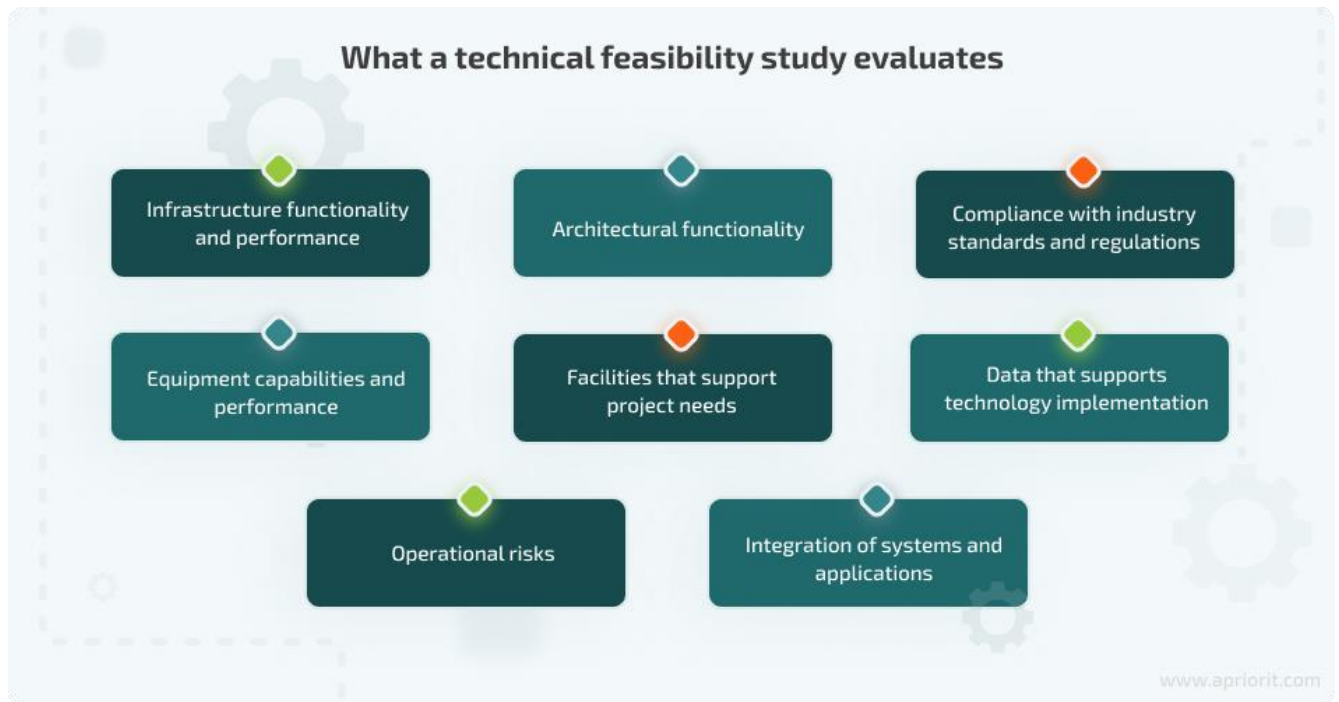 What a technical feasibility study evaluates
Infrastructure functionality
and performance
Architectural functionality
Compliance with industry
standards and regulations
Equipment capabilities and
performance
Facilities that support
project needs
Data that supports
technology implementation
Operational risks
Integration of systems and
applications
www.apriorit.com